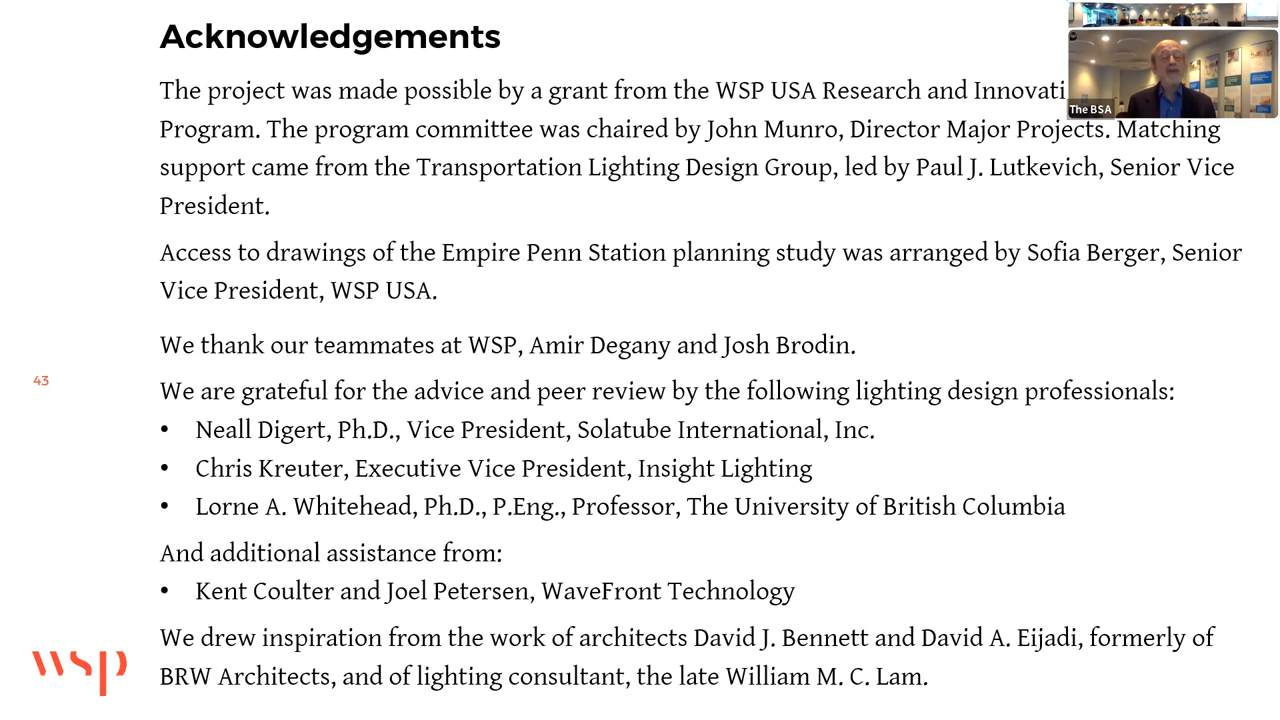 Acknowledgements
The project was made possible by a grant from the WSP USA Research and
The BSA
Program. The program committee was chaired by John Munro, Director Major Projects. Matching
support came from the Transportation Lighting Design Group, led by Paul J. Lutkevich, Senior Vice
President.
Access to drawings of the Empire Penn Station planning study was arranged by Sofia Berger, Senior
Vice President, WSP USA.
We thank our teammates at WSP, Amir Degany and Josh Brodin.
43
We are grateful for the advice and peer review by the following lighting design professionals:
• Neall Digert, Ph.D., Vice President, Solatube International, Inc.
• Chris Kreuter, Executive Vice President, Insight Lighting
• Lorne A. Whitehead, Ph.D., P.Eng., Professor, The University of British Columbia
And additional assistance from:
• Kent Coulter and Joel Petersen, WaveFront Technology
We drew inspiration from the work of architects David J. Bennett and David A. Eijadi, formerly of
BRW Architects, and of lighting consultant, the late William M. C. Lam.
wsp